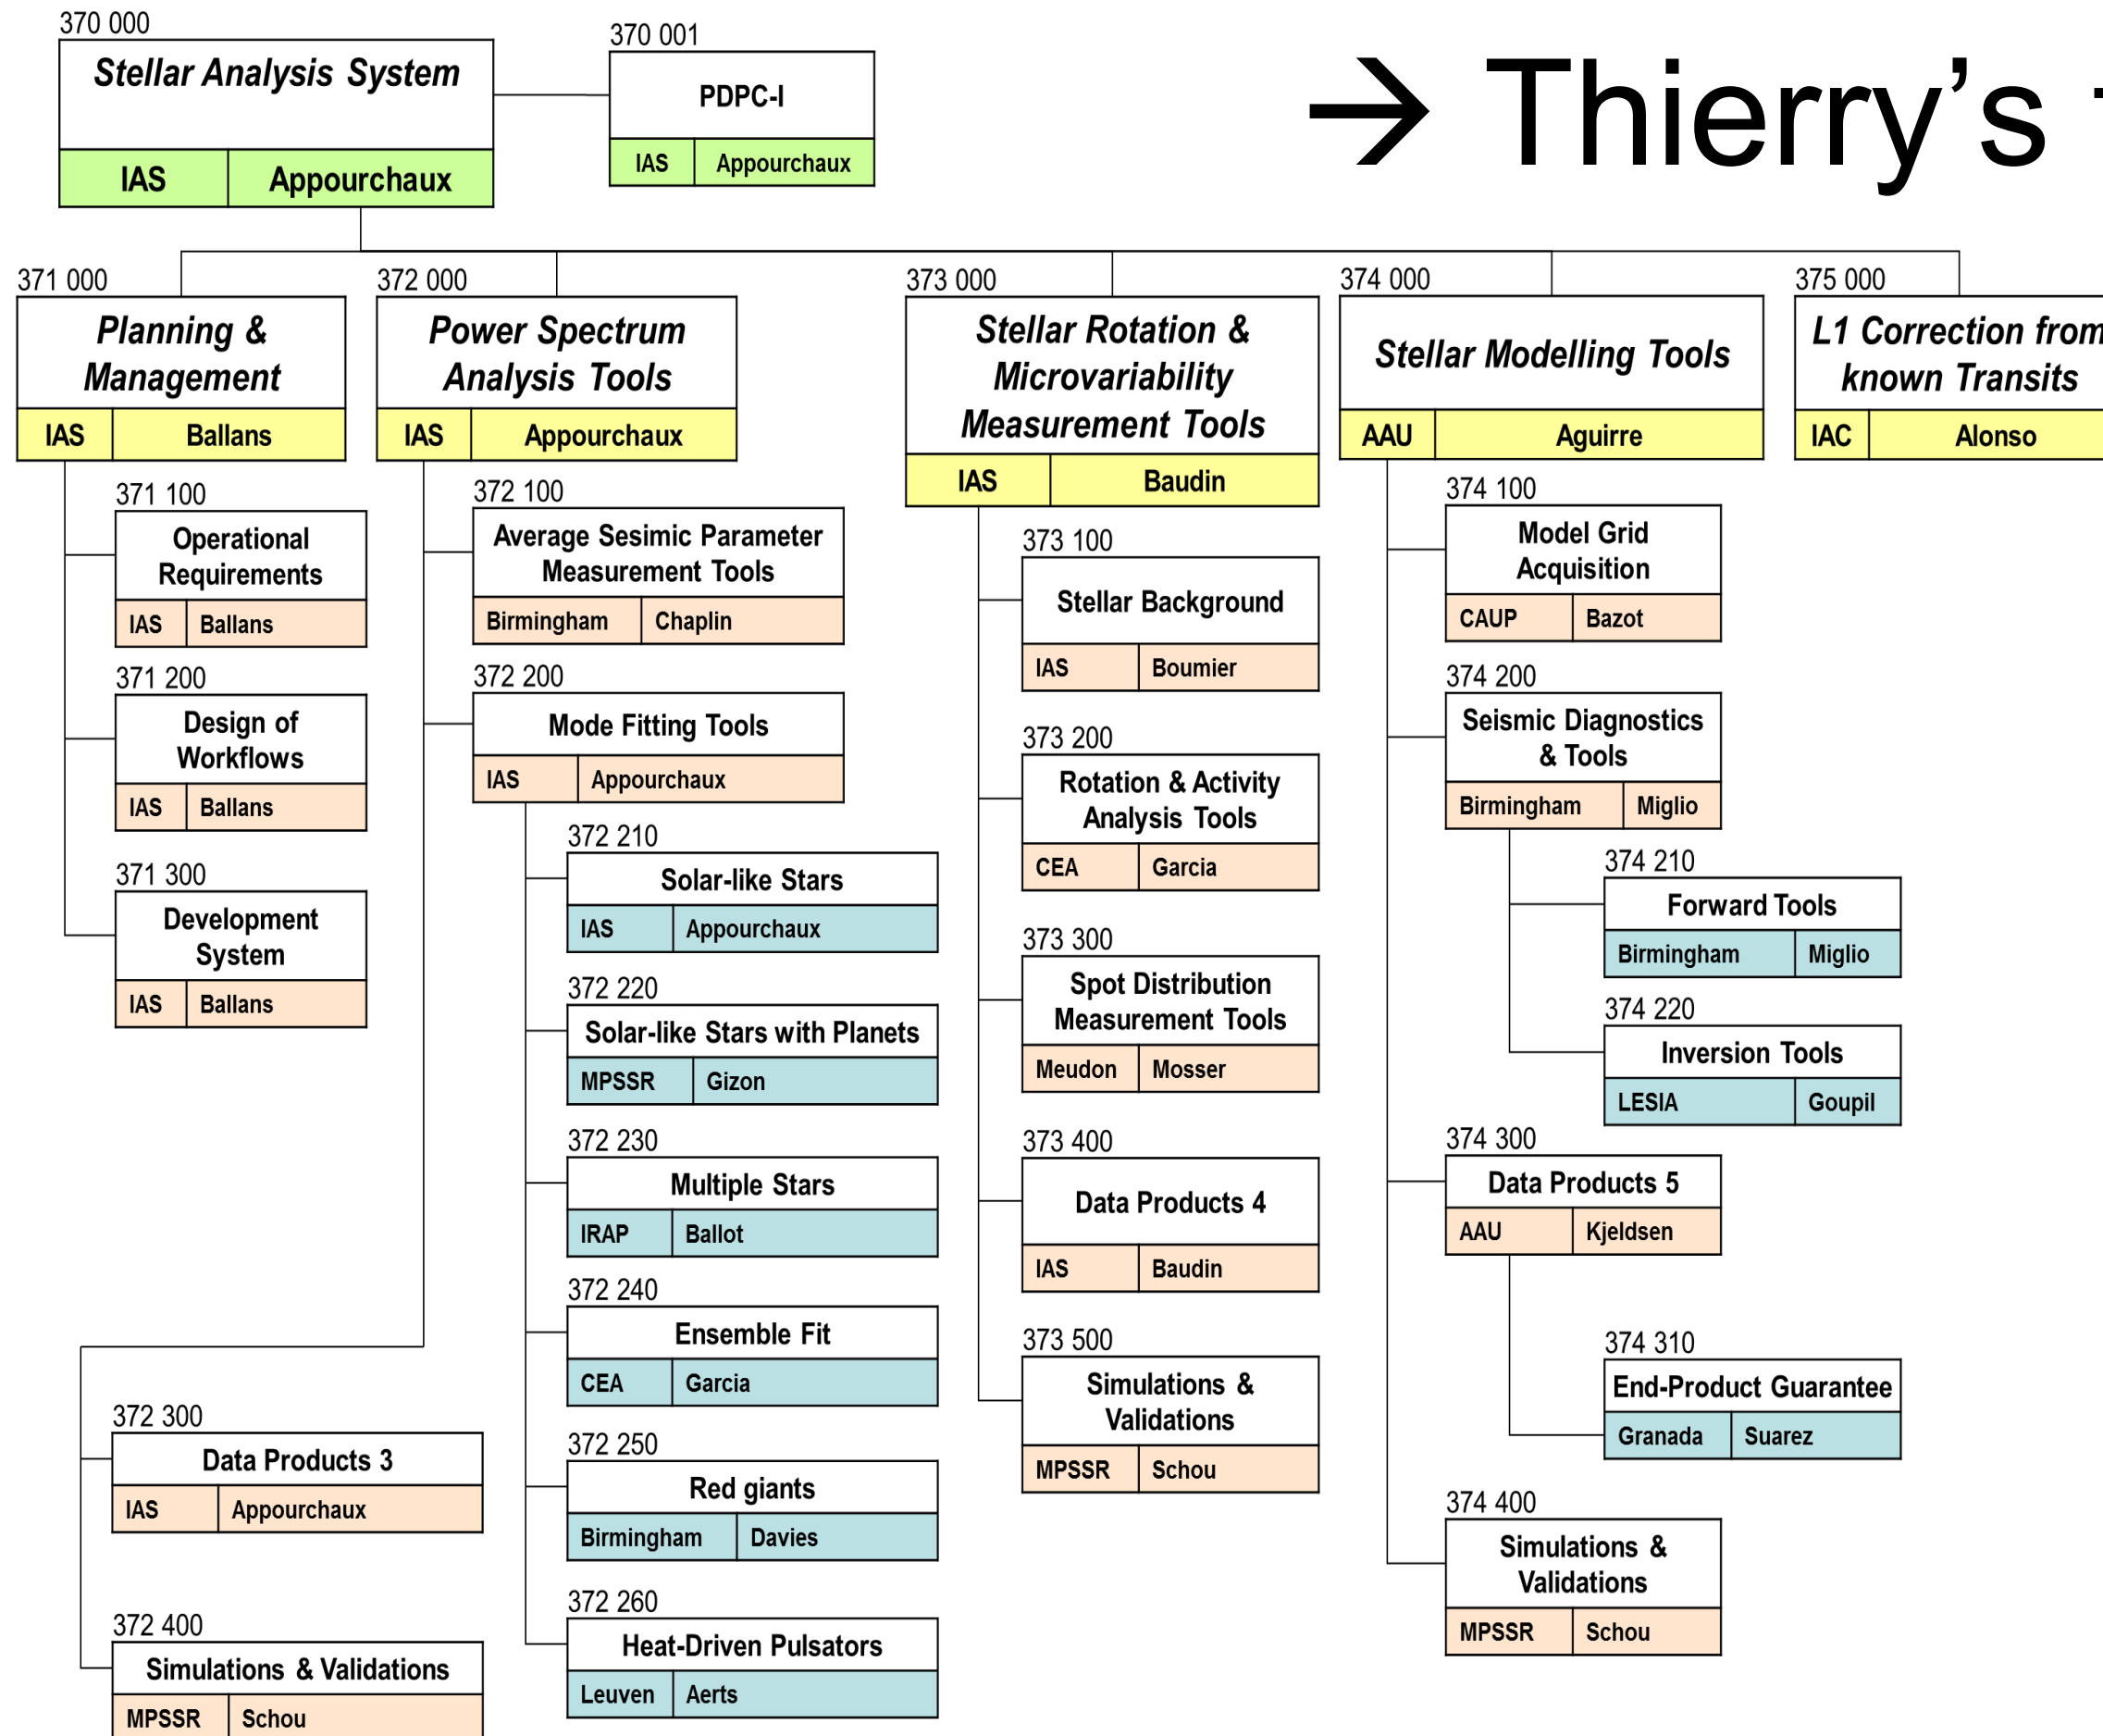 370 000
Stellar Analysis System
IAS Appourchaux
370 001
PDPC-I
IAS Appourchaux
→ Thierry's
371 000
Planning &
Management
IAS Ballans
371 100
Operational
Requirements
IAS Ballans
371 200
Design of
Workflows
IAS Ballans
371 300
Development
System
IAS Ballans
372 000
Power Spectrum
Analysis Tools
IAS Appourchaux
372 100
Average Sesimic Parameter
Measurement Tools
Birmingham Chaplin
372 200
Mode Fitting Tools
IAS Appourchaux
372 210
Solar-like Stars
IAS Appourchaux
372 220
Solar-like Stars with Planets
MPSSR Gizon
372 230
Multiple Stars
IRAP Ballot
372 240
Ensemble Fit
CEA Garcia
372 250
Red giants
Birmingham Davies
372 260
Heat-Driven Pulsators
Leuven Aerts
372 300
Data Products 3
IAS Appourchaux
372 400
Simulations & Validations
MPSSR Schou
373 000
Stellar Rotation &
Microvariability
Measurement Tools
IAS Baudin
373 100
Stellar Background
IAS Boumier
373 200
Rotation & Activity
Analysis Tools
CEA Garcia
373 300
Spot Distribution
Measurement Tools
Meudon Mosser
373 400
Data Products 4
IAS Baudin
373 500
Simulations &
Validations
MPSSR Schou
374 000
Stellar Modelling Tools
AAU Aguirre
374 100
Model Grid
Acquisition
CAUP Bazot
374 200
Seismic Diagnostics
& Tools
Birmingham Miglio
374 210
Forward Tools
Birmingham Miglio
374 220
Inversion Tools
LESIA Goupil
374 300
Data Products 5
AAU Kjeldsen
374 310
End-Product Guarantee
Granada Suarez
374 400
Simulations &
Validations
MPSSR Schou
375 000
L1 Correction from
known Transits
IAC Alonso